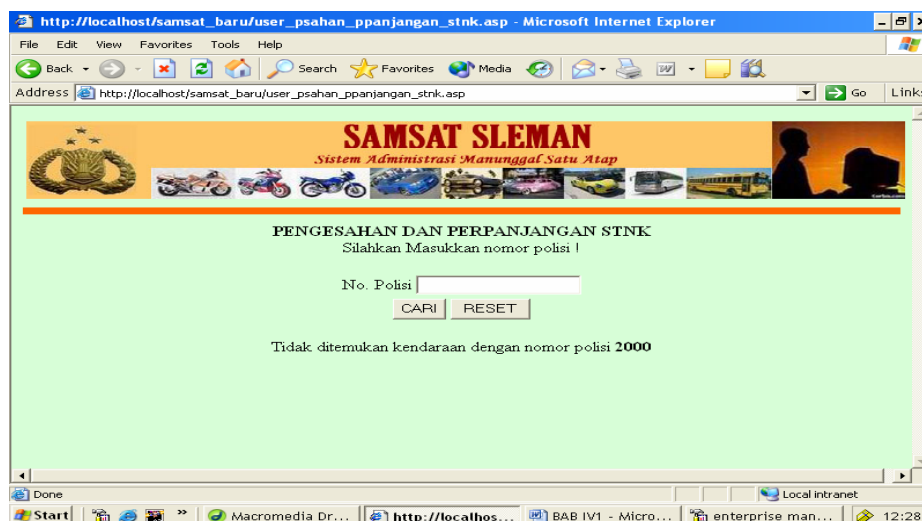 http://localhost/samsat_baru/user_psahan_ppanjangan_stnk.asp - Microsoft Internet Explorer
File Edit View Favorites Tools Help
Back Search Favorites Media
Address http://localhost/samsat_baru/user_psahan_ppanjangan_stnk.asp Go Links
SAMSAT SLEMAN
Sistem Administrasi Manunggal Satu Atap
PENGESAHAN DAN PERPANJANGAN STNK
Silahkan Masukkan nomor polisi !
No. Polisi
CARI RESET
Tidak ditemukan kendaraan dengan nomor polisi 2000
Done Local intranet
Start Macromedia Dr... http://localhos... BAB IV1 - Micro... enterprise man...